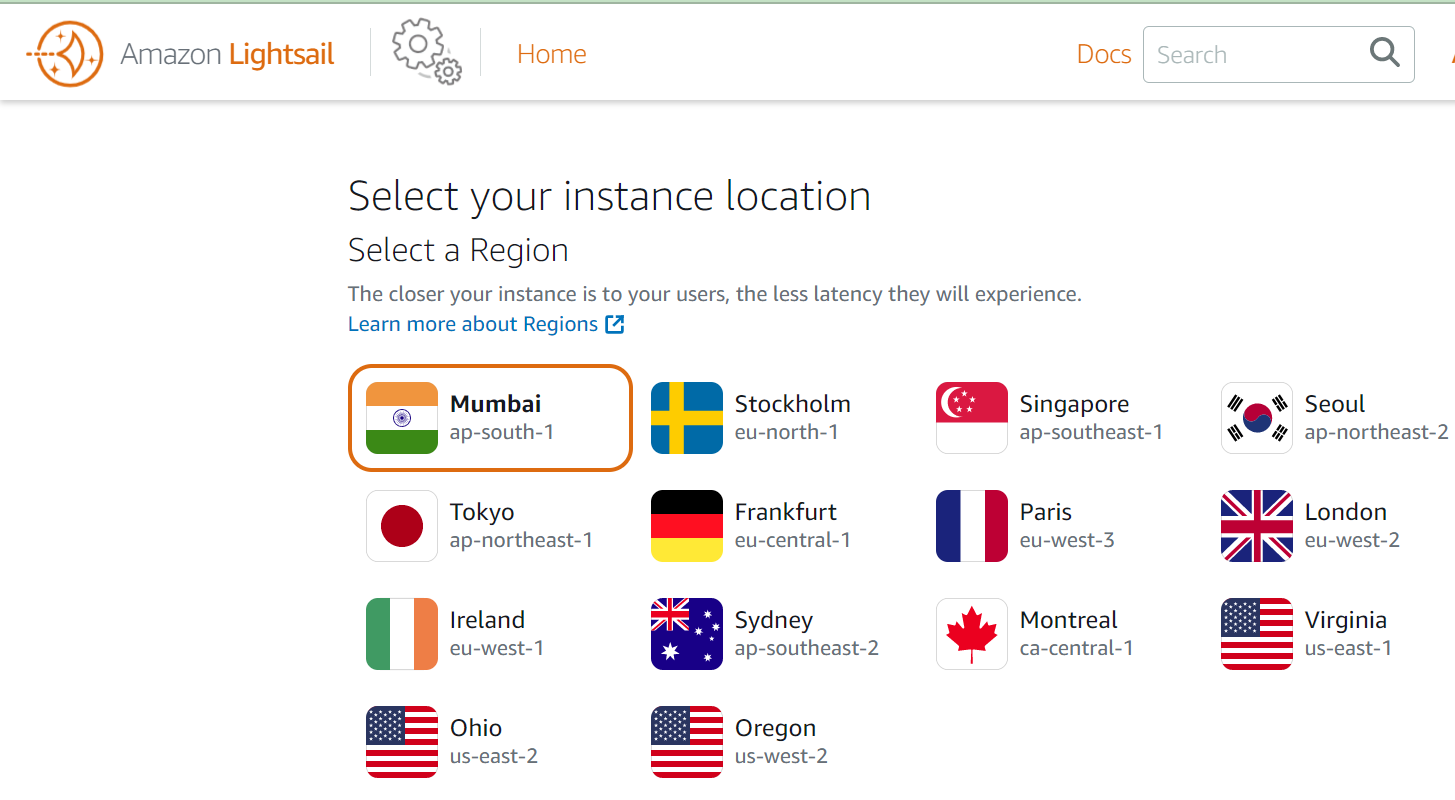 Amazon Lightsail
Home
Docs
Search
Select your instance location
Select a Region
The closer your instance is to your users, the less latency they will experience.
Learn more about Regions
Mumbai
ap-south-1
Stockholm
eu-north-1
Singapore
ap-southeast-1
Seoul
ap-northeast-2
Tokyo
ap-northeast-1
Frankfurt
eu-central-1
Paris
eu-west-3
London
eu-west-2
Ireland
eu-west-1
Sydney
ap-southeast-2
Montreal
ca-central-1
Virginia
us-east-1
Ohio
us-east-2
Oregon
us-west-2